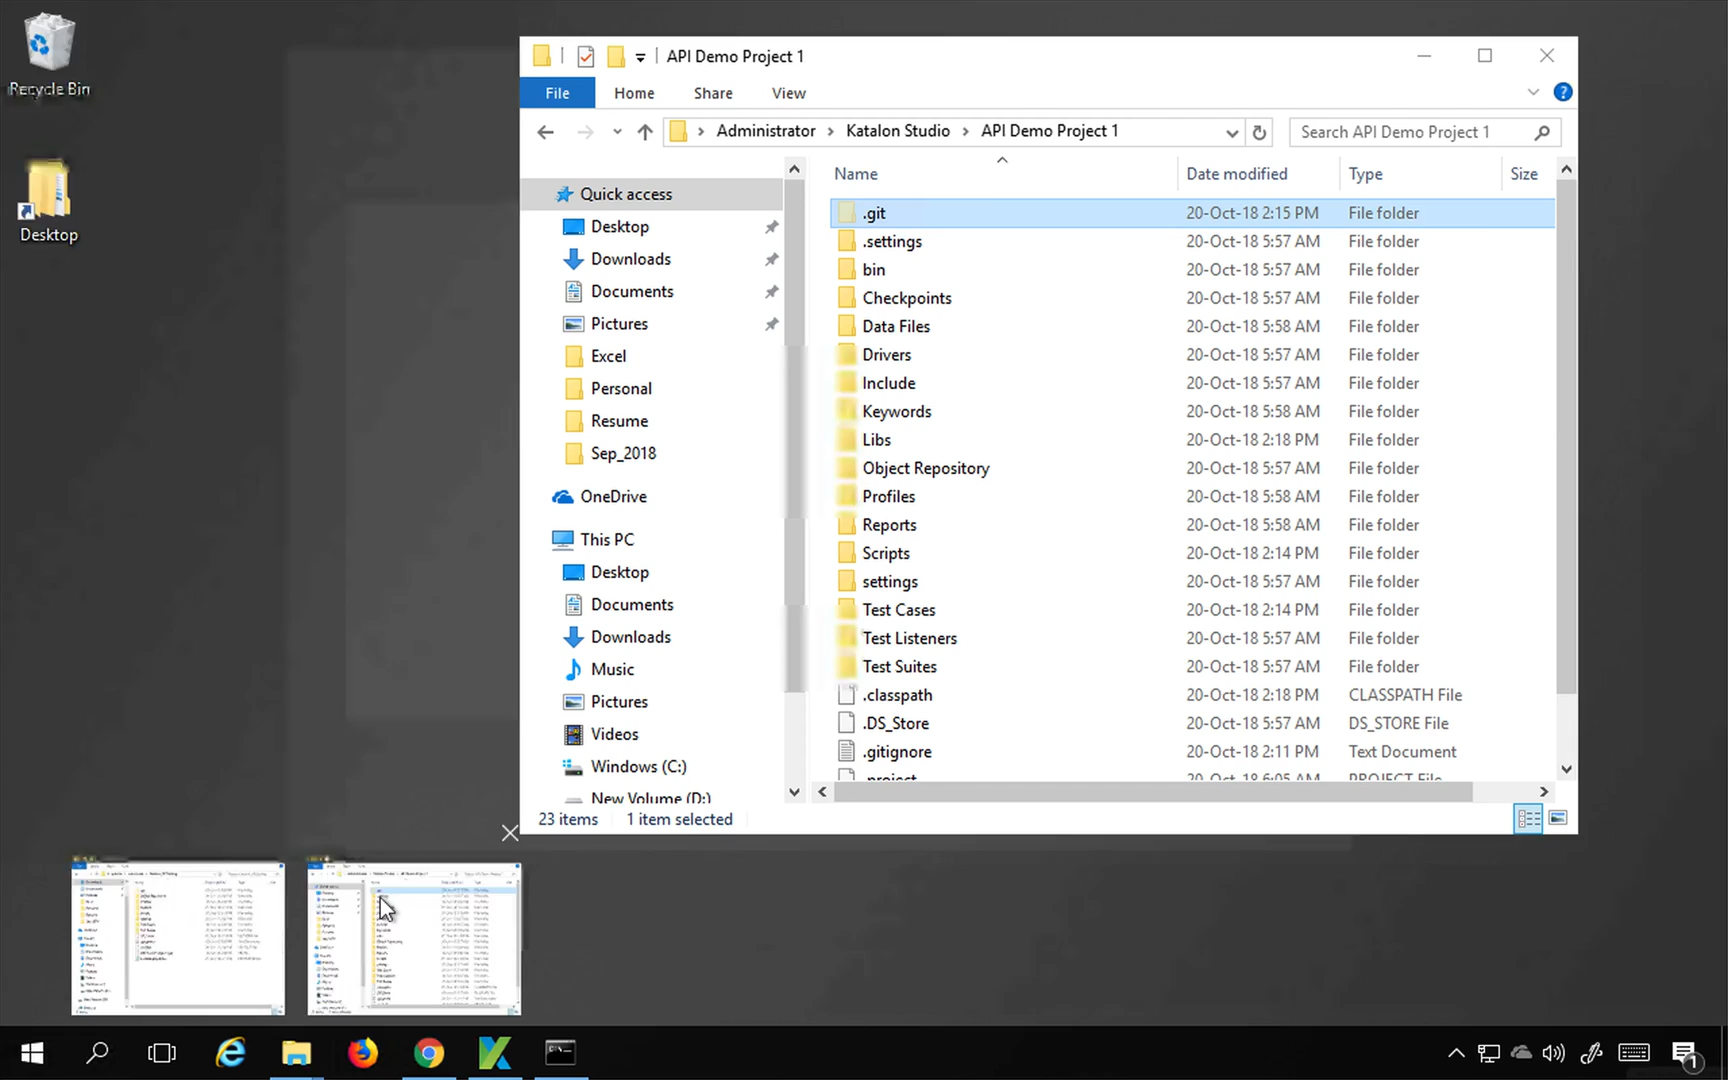 Recycle Bin
Desktop
API Demo Project 1
File Home Share View
Administrator Katalon Studio API Demo Project 1
Search API Demo Project 1
Name Date modified Type Size
Quick access
Desktop
Downloads
Documents
Pictures
Excel
Personal
Resume
Sep_2018
OneDrive
This PC
Desktop
Documents
Downloads
Music
Pictures
Videos
Windows (C:)
New Volume (D:)
.git 20-Oct-18 2:15 PM File folder
.settings 20-Oct-18 5:57 AM File folder
bin 20-Oct-18 5:57 AM File folder
Checkpoints 20-Oct-18 5:57 AM File folder
Data Files 20-Oct-18 5:58 AM File folder
Drivers 20-Oct-18 5:57 AM File folder
Include 20-Oct-18 5:57 AM File folder
Keywords 20-Oct-18 5:58 AM File folder
Libs 20-Oct-18 2:18 PM File folder
Object Repository 20-Oct-18 5:57 AM File folder
Profiles 20-Oct-18 5:58 AM File folder
Reports 20-Oct-18 5:58 AM File folder
Scripts 20-Oct-18 2:14 PM File folder
settings 20-Oct-18 5:57 AM File folder
Test Cases 20-Oct-18 2:14 PM File folder
Test Listeners 20-Oct-18 5:57 AM File folder
Test Suites 20-Oct-18 5:57 AM File folder
.classpath 20-Oct-18 2:18 PM CLASSPATH File
.DS_Store 20-Oct-18 5:57 AM DS_STORE File
.gitignore 20-Oct-18 2:11 PM Text Document
.project 20-Oct-18 6:05 AM PROJECT File
23 items 1 item selected
1